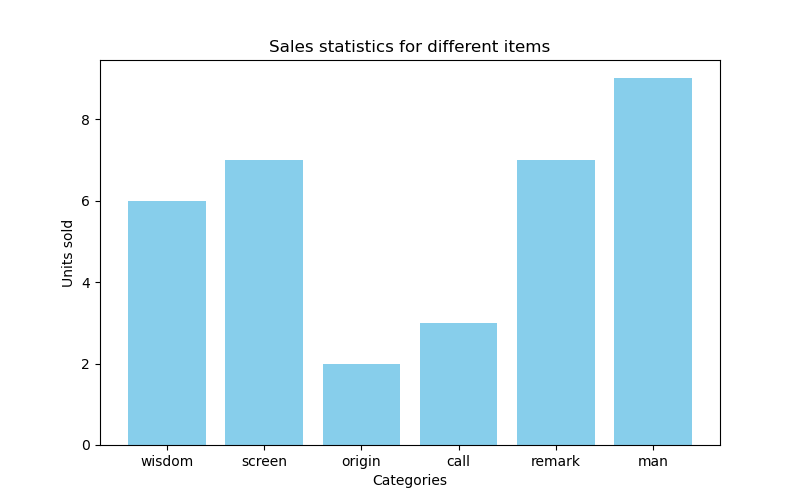 Sales statistics for different items
Units sold
8
6
4
2
0
wisdom screen origin call remark man
Categories